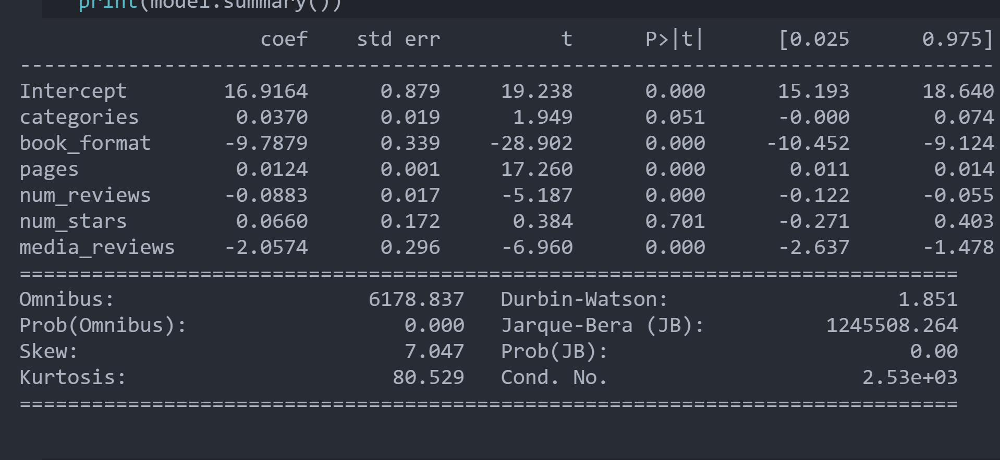 print(model.summary())
coef std err t P>|t| [0.025 0.975]
---------------------------------------------------------------------------------
Intercept 16.9164 0.879 19.238 0.000 15.193 18.640
categories 0.0370 0.019 1.949 0.051 -0.000 0.074
book_format -9.7879 0.339 -28.902 0.000 -10.452 -9.124
pages 0.0124 0.001 17.260 0.000 0.011 0.014
num_reviews -0.0883 0.017 -5.187 0.000 -0.122 -0.055
num_stars 0.0660 0.172 0.384 0.701 -0.271 0.403
media_reviews -2.0574 0.296 -6.960 0.000 -2.637 -1.478
==============================================================================
Omnibus: 6178.837 Durbin-Watson: 1.851
Prob(Omnibus): 0.000 Jarque-Bera (JB): 1245508.264
Skew: 7.047 Prob(JB): 0.00
Kurtosis: 80.529 Cond. No. 2.53e+03
==============================================================================